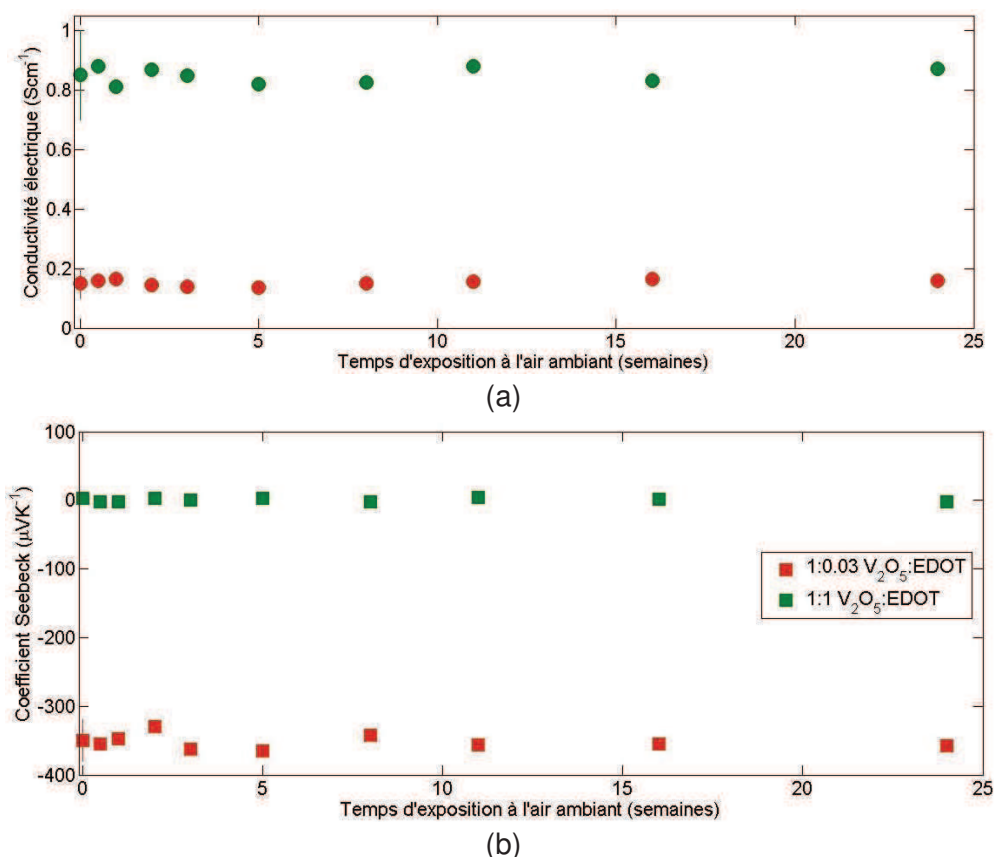 1
0.8
0.6
0.4
0.2
0
Conductivité électrique (Scm⁻¹)
0 5 10 15 20 25
Temps d'exposition à l'air ambiant (semaines)
(a)
100
0
-100
-200
-300
-400
Coefficient Seebeck (µVK⁻¹)
1:0.03 V₂O₅:EDOT
1:1 V₂O₅:EDOT
0 5 10 15 20 25
Temps d'exposition à l'air ambiant (semaines)
(b)